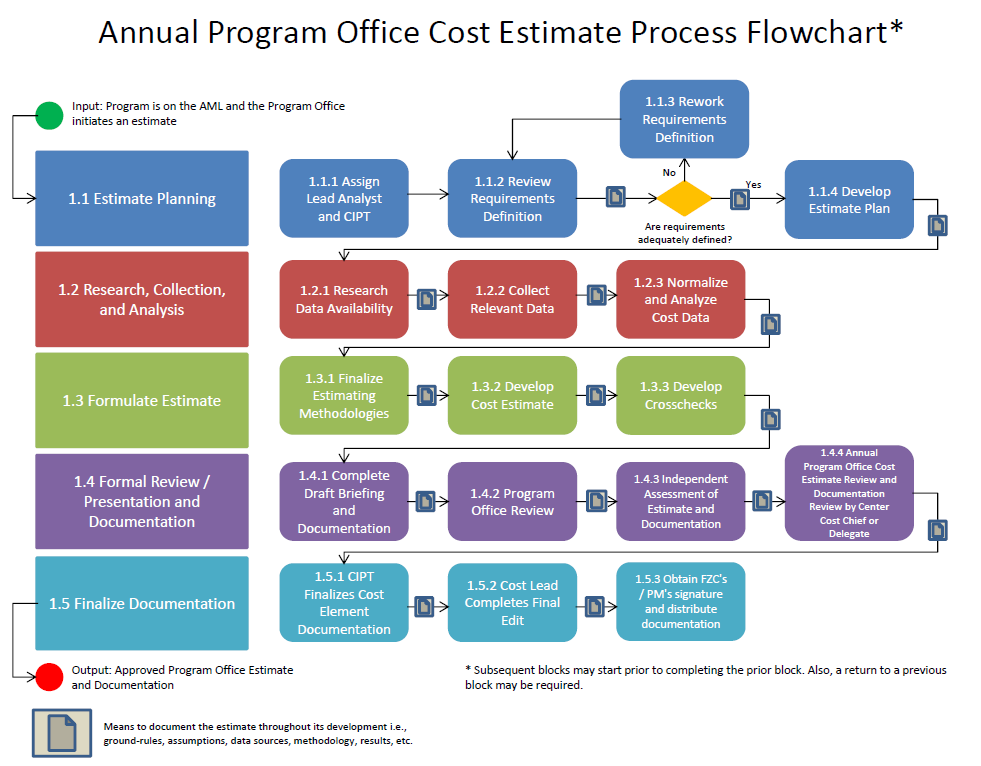 Annual Program Office Cost Estimate Process Flowchart*
Input: Program is on the AML and the Program Office
initiates an estimate
1.1.3 Rework
Requirements
Definition
1.1 Estimate Planning
1.1.1 Assign
Lead Analyst
and CIPT
1.1.2 Review
Requirements
Definition
No
Yes
Are requirements
adequately defined?
1.1.4 Develop
Estimate Plan
1.2 Research, Collection,
and Analysis
1.2.1 Research
Data Availability
1.2.2 Collect
Relevant Data
1.2.3 Normalize
and Analyze
Cost Data
1.3 Formulate Estimate
1.3.1 Finalize
Estimating
Methodologies
1.3.2 Develop
Cost Estimate
1.3.3 Develop
Crosschecks
1.4 Formal Review /
Presentation and
Documentation
1.4.1 Complete
Draft Briefing
and
Documentation
1.4.2 Program
Office Review
1.4.3 Independent
Assessment of
Estimate and
Documentation
1.4.4 Annual
Program Office Cost
Estimate Review and
Documentation
Review by Center
Cost Chief or
Delegate
1.5 Finalize Documentation
1.5.1 CIPT
Finalizes Cost
Element
Documentation
1.5.2 Cost Lead
Completes Final
Edit
1.5.3 Obtain FZC's
/ PM's signature
and distribute
documentation
Output: Approved Program Office Estimate
and Documentation
* Subsequent blocks may start prior to completing the prior block. Also, a return to a previous
block may be required.
Means to document the estimate throughout its development i.e.,
ground-rules, assumptions, data sources, methodology, results, etc.